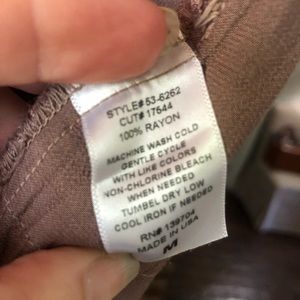 STYLE# 53-6262
CUT# 17544
100% RAYON
MACHINE WASH COLD
GENTLE CYCLE
WITH LIKE COLORS
NON-CHLORINE BLEACH
WHEN NEEDED
TUMBEL DRY LOW
COOL IRON IF NEEDED
RN# 139704
MADE IN USA
M